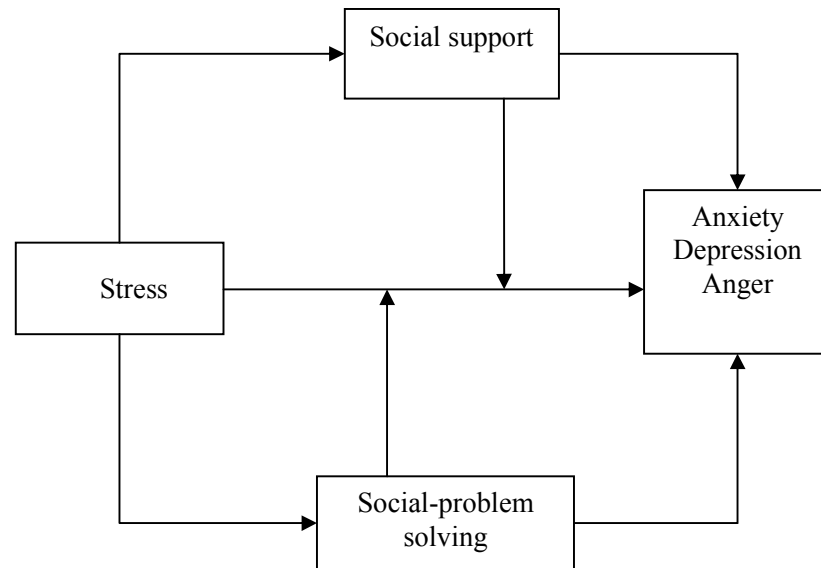 Social support
Stress
Anxiety
Depression
Anger
Social-problem
solving